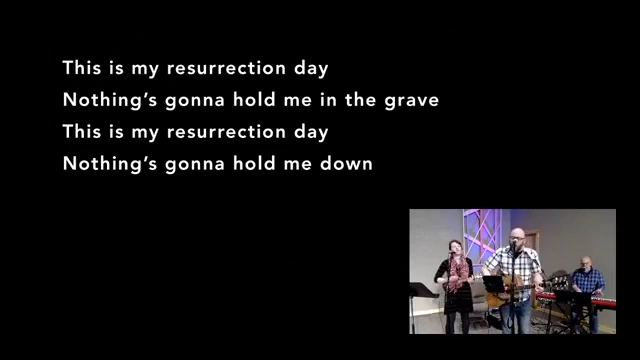 This is my resurrection day
Nothing's gonna hold me in the grave
This is my resurrection day
Nothing's gonna hold me down